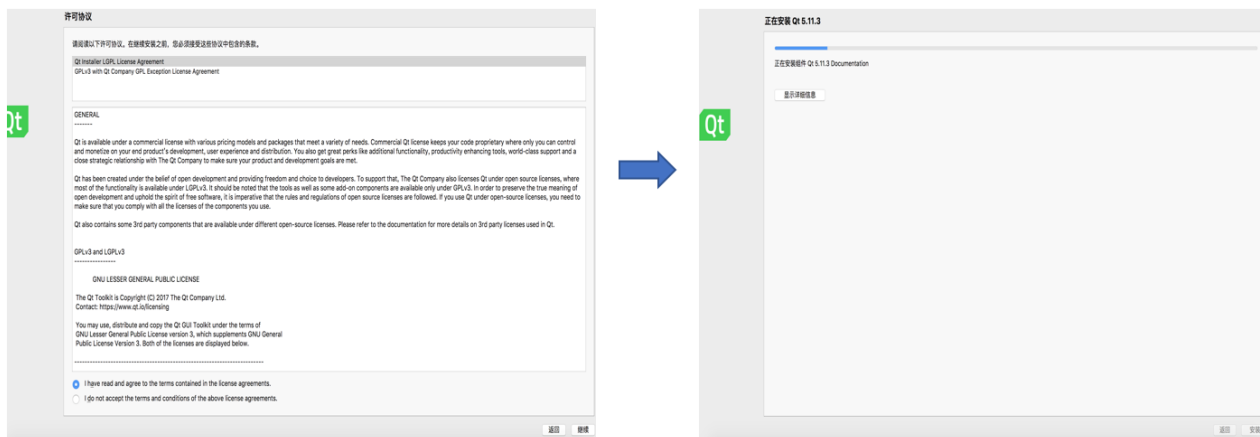 许可协议
请阅读以下许可协议。在继续安装之前，您必须接受这些协议中包含的条款。
Qt Installer LGPL License Agreement
GPLv3 with Qt Company GPL Exception License Agreement
Qt
GENERAL
-------
Qt is available under a commercial license with various pricing models and packages that meet a variety of needs. Commercial Qt license keeps your code proprietary where only you can control
and monetize on your end product's development, user experience and distribution. You also get great perks like additional functionality, productivity enhancing tools, world-class support and a
close strategic relationship with The Qt Company to make sure your product and development goals are met.
Qt has been created under the belief of open development and providing freedom and choice to developers. To support that, The Qt Company also licenses Qt under open source licenses, where
most of the functionality is available under LGPLv3. It should be noted that the tools as well as some add-on components are available only under GPLv3. In order to preserve the true meaning of
open development and uphold the spirit of free software, it is imperative that the rules and regulations of open source licenses are followed. If you use Qt under open-source licenses, you need to
make sure that you comply with all the licenses of the components you use.
Qt also contains some 3rd party components that are available under different open-source licenses. Please refer to the documentation for more details on 3rd party licenses used in Qt.
GPLv3 and LGPLv3
----------------
GNU LESSER GENERAL PUBLIC LICENSE
The Qt Toolkit is Copyright (C) 2017 The Qt Company Ltd.
Contact: https://www.qt.io/licensing
You may use, distribute and copy the Qt GUI Toolkit under the terms of
GNU Lesser General Public License version 3, which supplements GNU General
Public License Version 3. Both of the licenses are displayed below.
-------------------------------------------------------------------------
I have read and agree to the terms contained in the license agreements.
I do not accept the terms and conditions of the above license agreements.
返回 继续
正在安装 Qt 5.11.3
正在安装组件 Qt 5.11.3 Documentation
显示详细信息
Qt
返回 安装